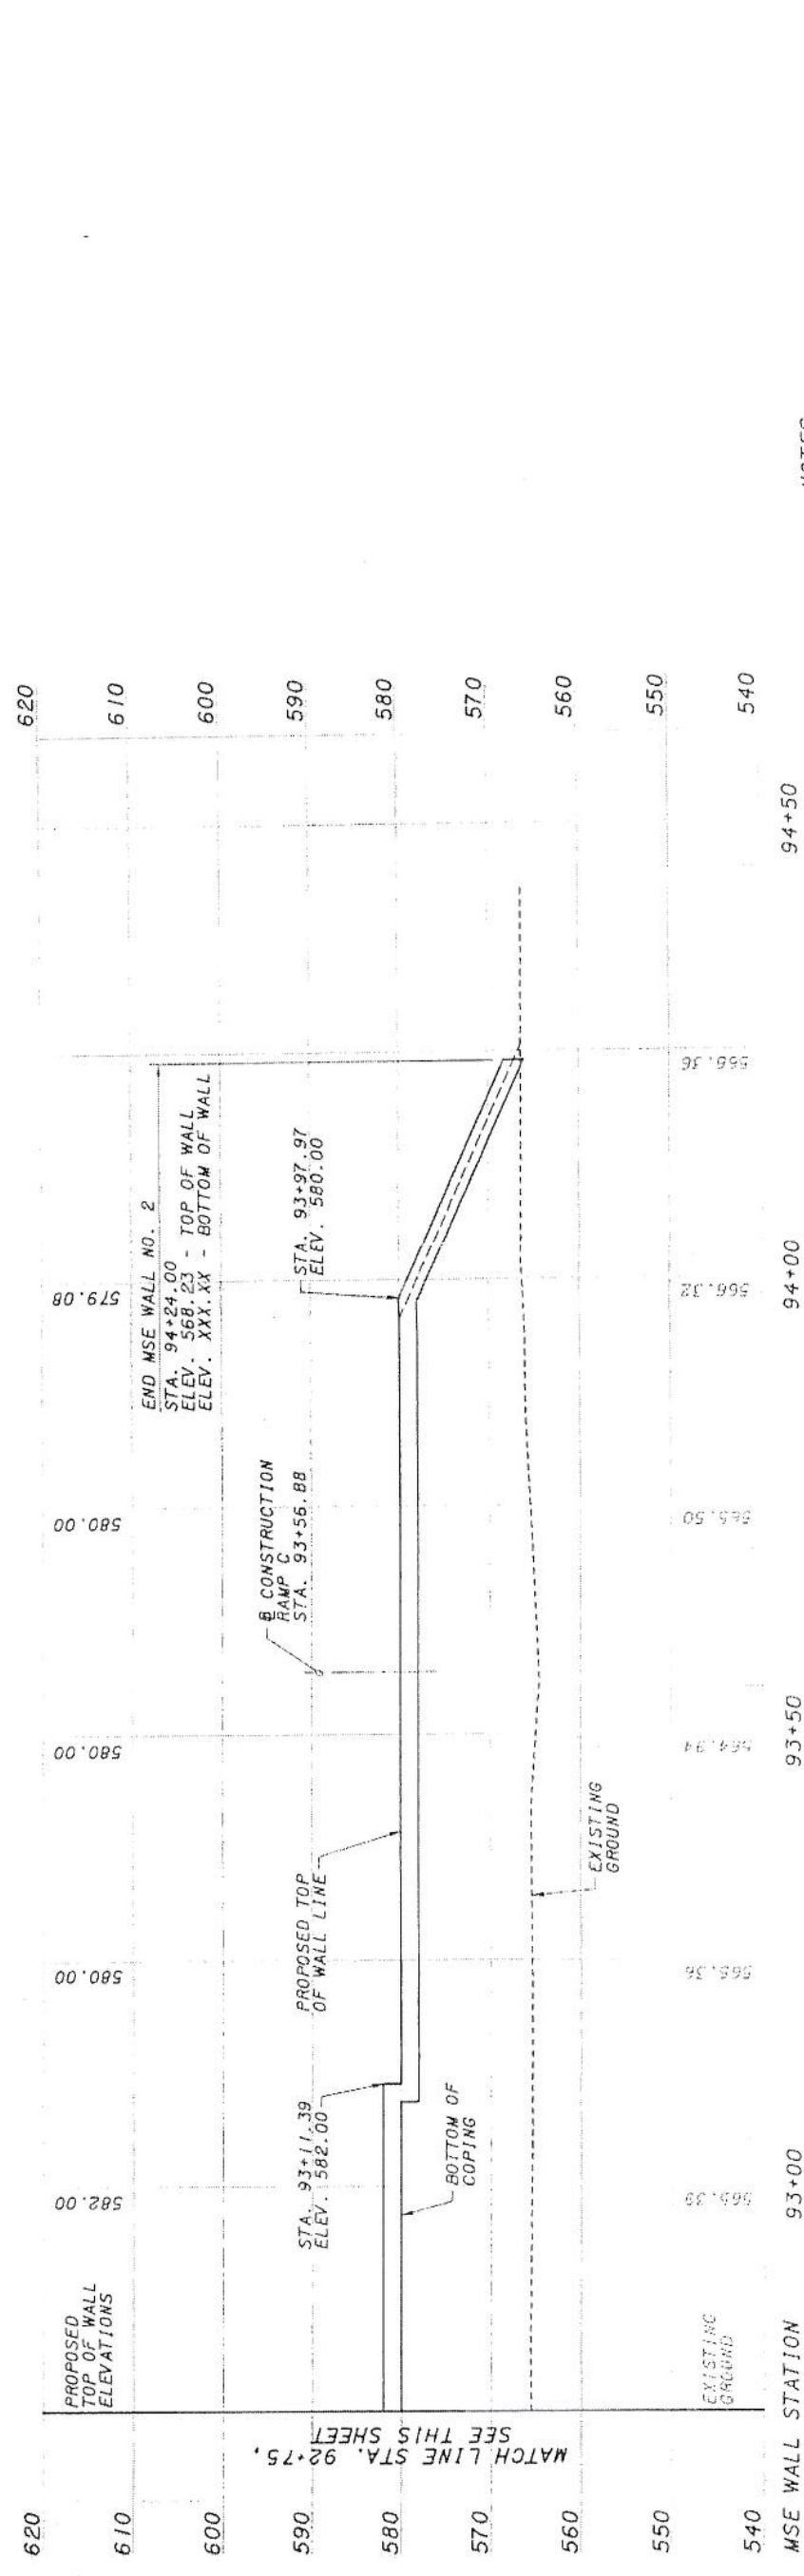 620
610
600
590
580
570
560
550
540
PROPOSED
TOP OF WALL
ELEVATIONS
582.00
580.00
580.00
580.00
579.08
END MSE WALL NO. 2
STA. 94+24.00
ELEV. 568.23 - TOP OF WALL
ELEV. XXX.XX - BOTTOM OF WALL
STA. 93+97.97
ELEV. 580.00
CONSTRUCTION
RAMP C
STA. 93+56.88
PROPOSED TOP
OF WALL LINE
STA. 93+11.39
ELEV. 582.00
BOTTOM OF
COPING
EXISTING
GROUND
MATCH LINE STA. 92+75,
SEE THIS SHEET
EXISTING
GROUND
565.39
565.36
564.94
565.50
566.32
566.36
620
610
600
590
580
570
560
550
540
MSE WALL STATION
93+00
93+50
94+00
94+50